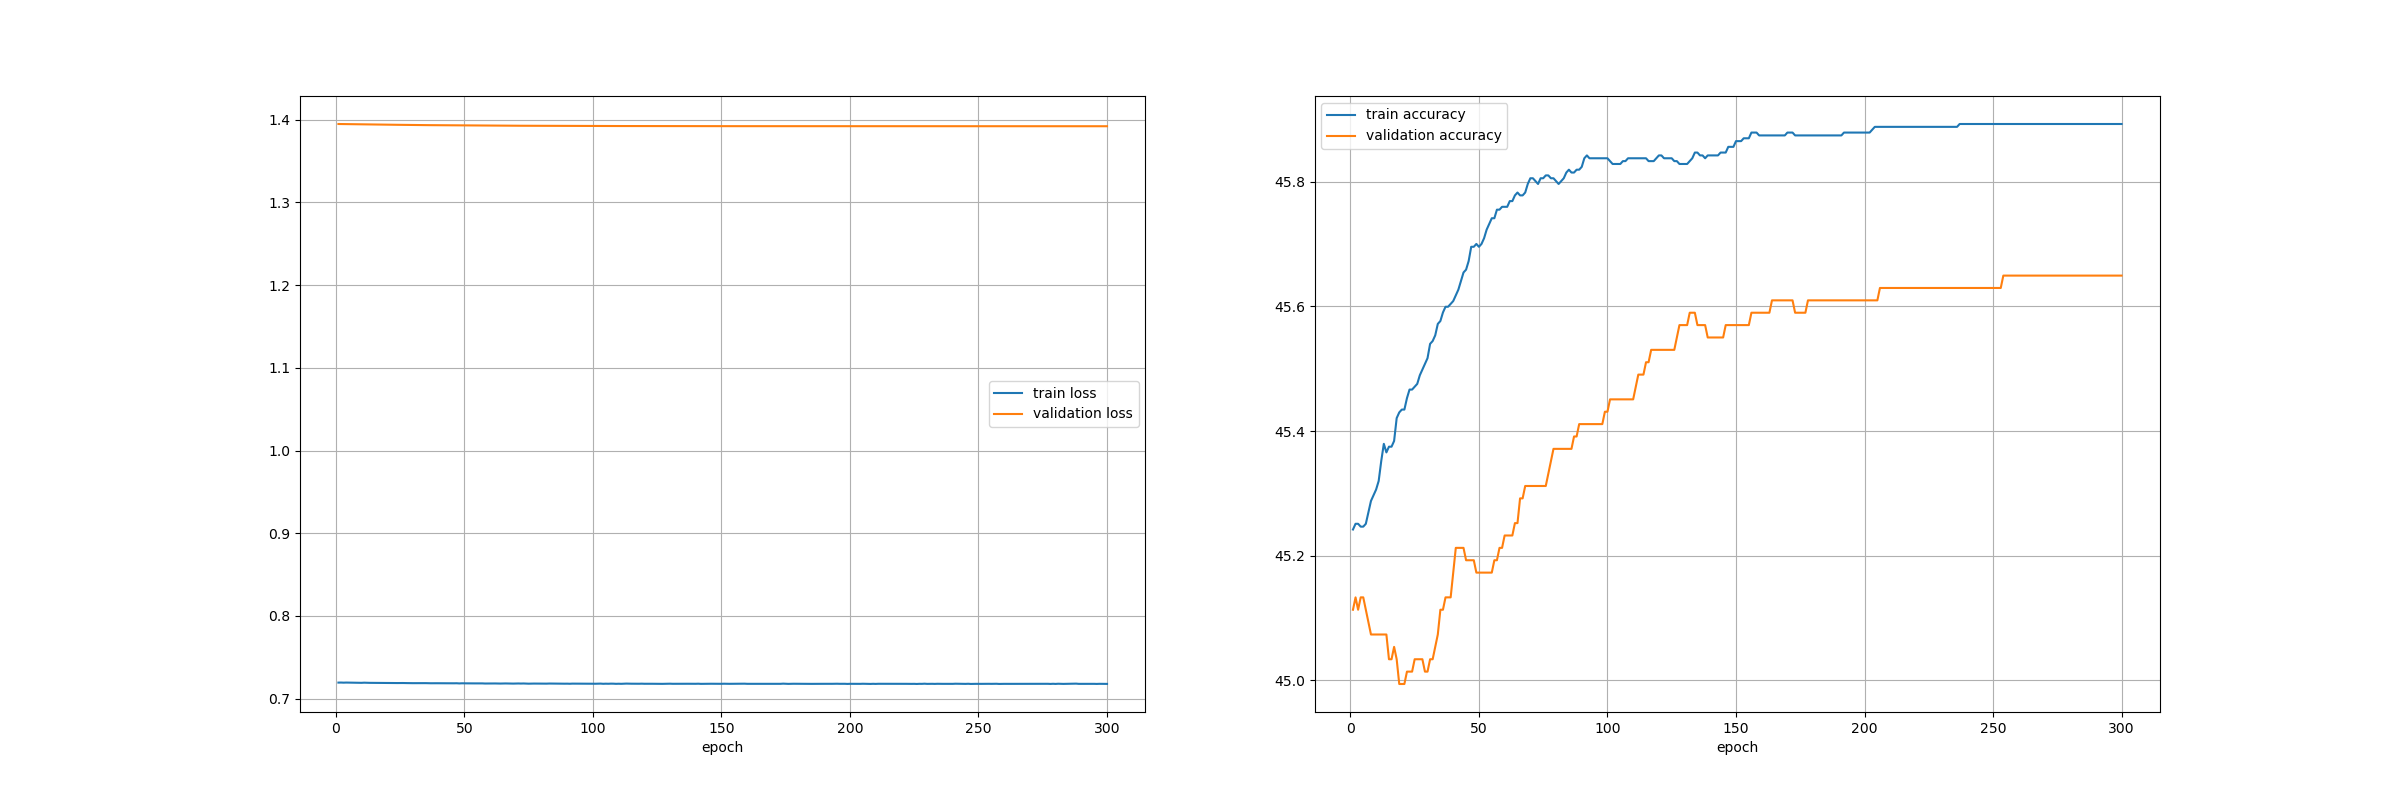 1.4
1.3
1.2
1.1
1.0
0.9
0.8
0.7
0 50 100 150 200 250 300
epoch
train loss
validation loss
train accuracy
validation accuracy
45.8
45.6
45.4
45.2
45.0
0 50 100 150 200 250 300
epoch